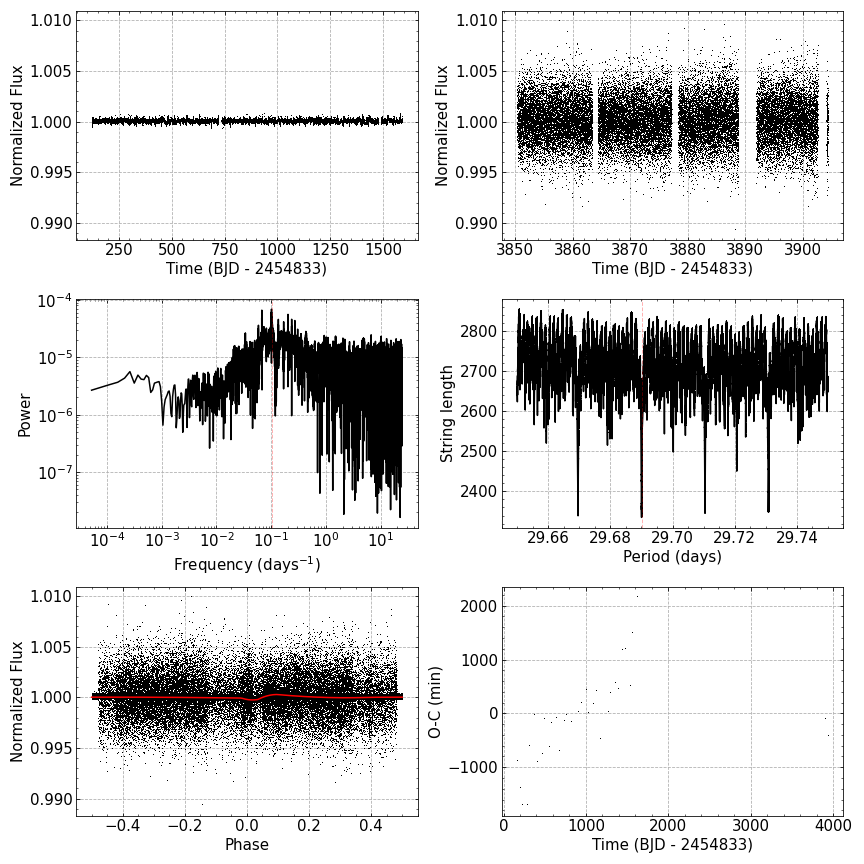 1.010
1.005
1.000
0.995
0.990
Normalized Flux
250 500 750 1000 1250 1500
Time (BJD - 2454833)
1.010
1.005
1.000
0.995
0.990
Normalized Flux
3850 3860 3870 3880 3890 3900
Time (BJD - 2454833)
10⁻⁴
10⁻⁵
10⁻⁶
10⁻⁷
Power
10⁻⁴ 10⁻³ 10⁻² 10⁻¹ 10⁰ 10¹
Frequency (days⁻¹)
2800
2700
2600
2500
2400
String length
29.66 29.68 29.70 29.72 29.74
Period (days)
1.010
1.005
1.000
0.995
0.990
Normalized Flux
−0.4 −0.2 0.0 0.2 0.4
Phase
2000
1000
0
−1000
O-C (min)
0 1000 2000 3000 4000
Time (BJD - 2454833)